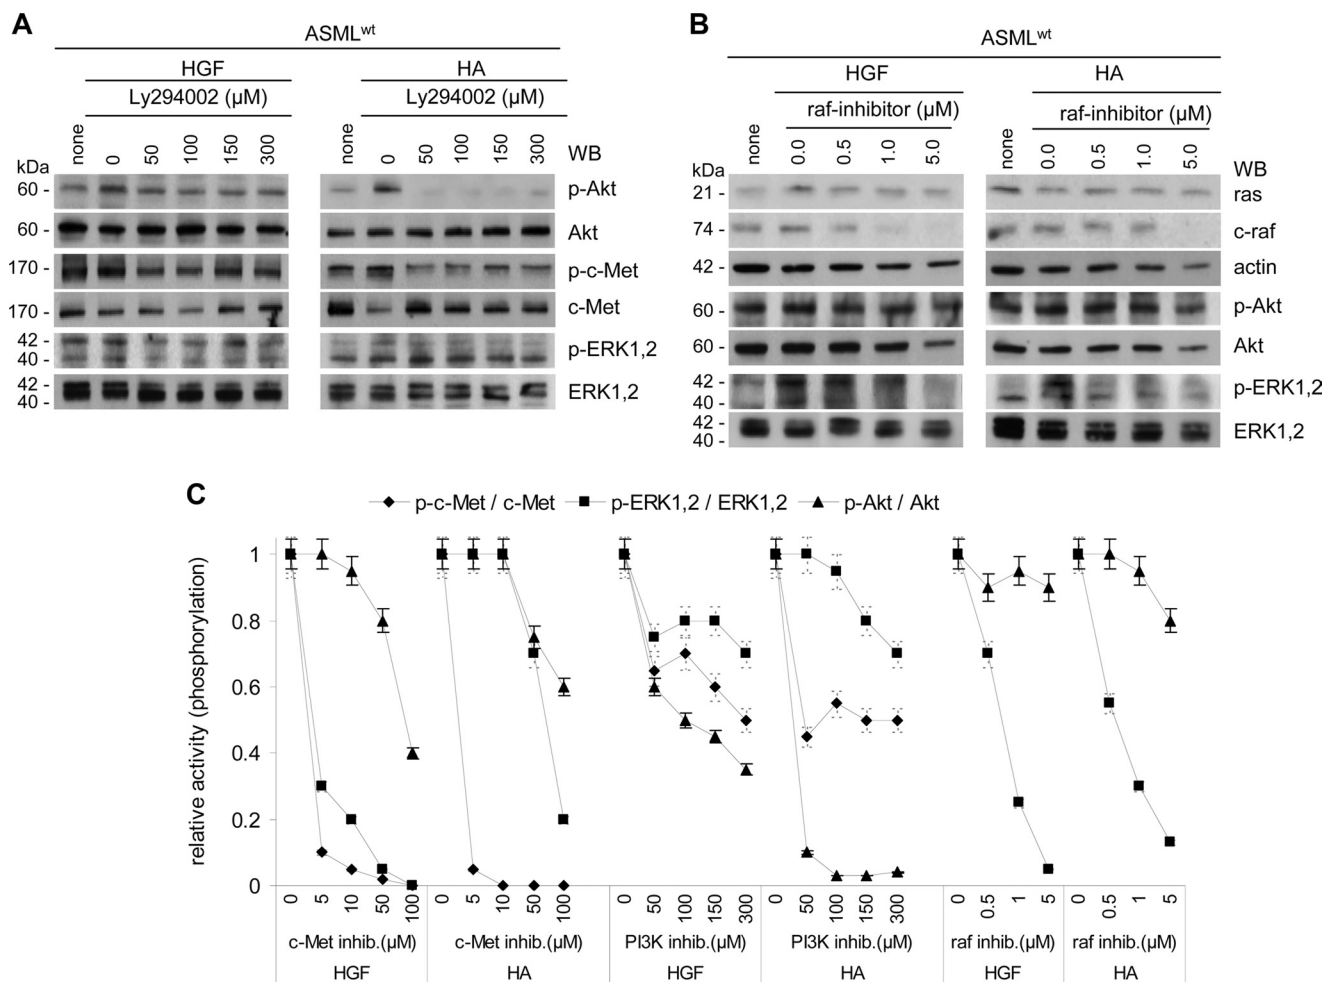 A
ASMLwt
HGF
HA
Ly294002 (µM)
Ly294002 (µM)
kDa
none
0
50
100
150
300
none
0
50
100
150
300
WB
60 -
p-Akt
60 -
Akt
170 -
p-c-Met
170 -
c-Met
42 -
40 -
p-ERK1,2
42 -
40 -
ERK1,2
B
ASMLwt
HGF
HA
raf-inhibitor (µM)
raf-inhibitor (µM)
kDa
none
0.0
0.5
1.0
5.0
none
0.0
0.5
1.0
5.0
WB
21 -
ras
74 -
c-raf
42 -
actin
60 -
p-Akt
60 -
Akt
42 -
40 -
p-ERK1,2
42 -
40 -
ERK1,2
C
p-c-Met / c-Met
p-ERK1,2 / ERK1,2
p-Akt / Akt
relative activity (phosphorylation)
1
0.8
0.6
0.4
0.2
0
0 5 10 50 100
0 5 10 50 100
0 50 100 150 300
0 50 100 150 300
0 0.5 1 5
0 0.5 1 5
c-Met inhib.(µM)
c-Met inhib.(µM)
PI3K inhib.(µM)
PI3K inhib.(µM)
raf inhib.(µM)
raf inhib.(µM)
HGF
HA
HGF
HA
HGF
HA